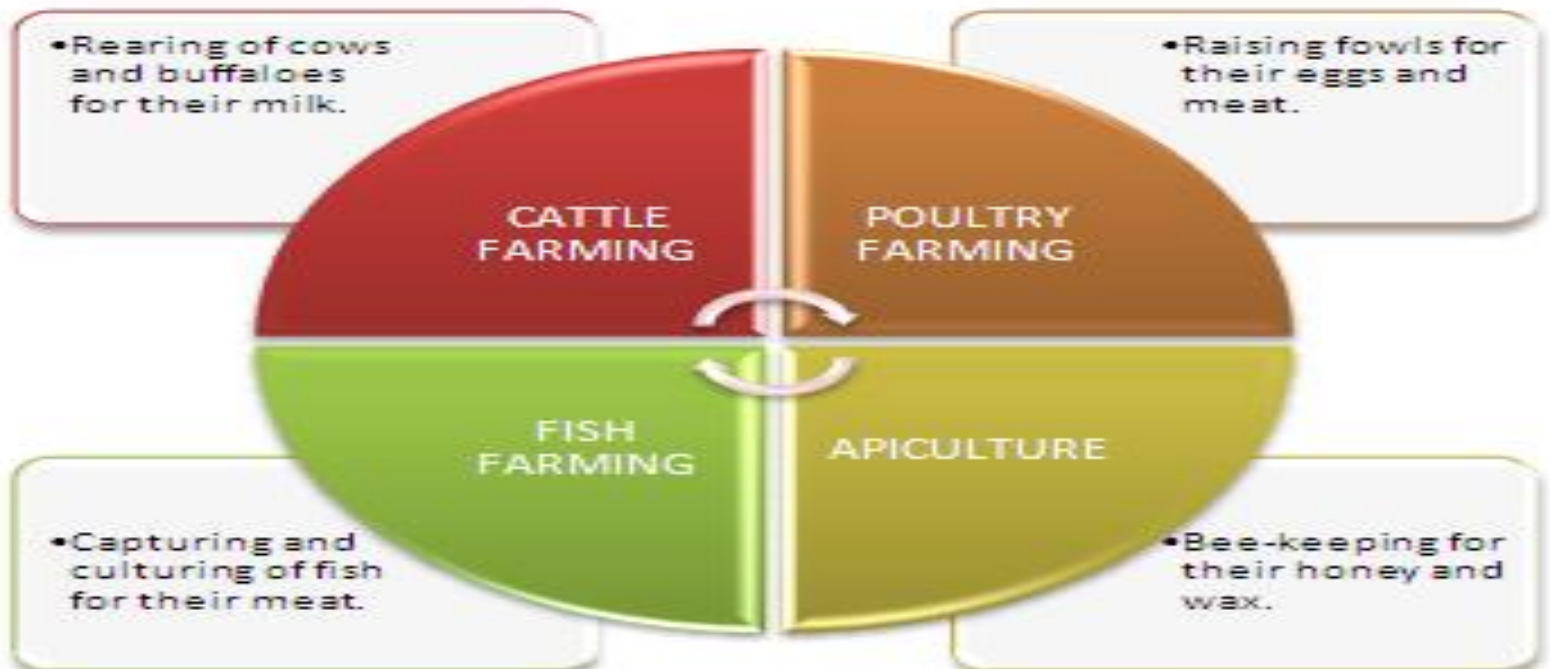 •Rearing of cows
and buffaloes
for their milk.
•Raising fowls for
their eggs and
meat.
CATTLE
FARMING
POULTRY
FARMING
FISH
FARMING
APICULTURE
•Capturing and
culturing of fish
for their meat.
•Bee-keeping for
their honey and
wax.